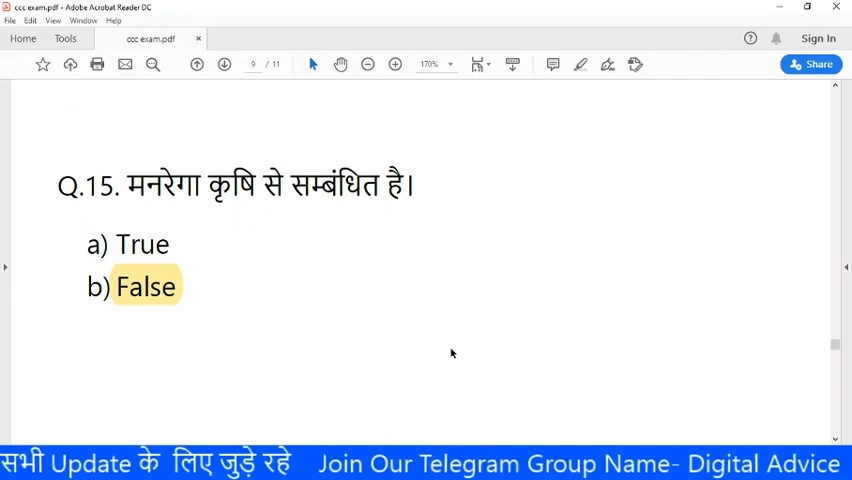 ccc exam.pdf - Adobe Acrobat Reader DC
File Edit View Window Help
Home Tools ccc exam.pdf × Sign In
9 / 11 170% Share
Q.15. मनरेगा कृषि से सम्बंधित है।
a) True
b) False
सभी Update के लिए जुड़े रहे Join Our Telegram Group Name- Digital Advice